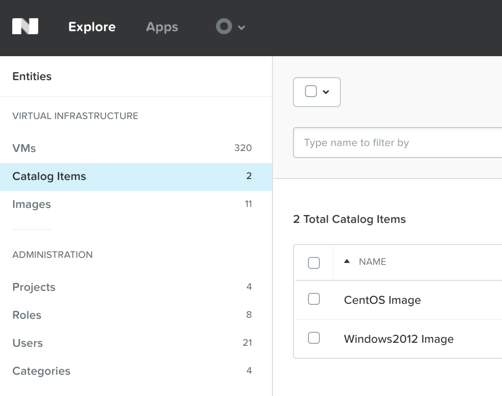 N Explore Apps
Entities
VIRTUAL INFRASTRUCTURE
VMs 320
Catalog Items 2
Images 11
ADMINISTRATION
Projects 4
Roles 8
Users 21
Categories 4
Type name to filter by
2 Total Catalog Items
NAME
CentOS Image
Windows2012 Image